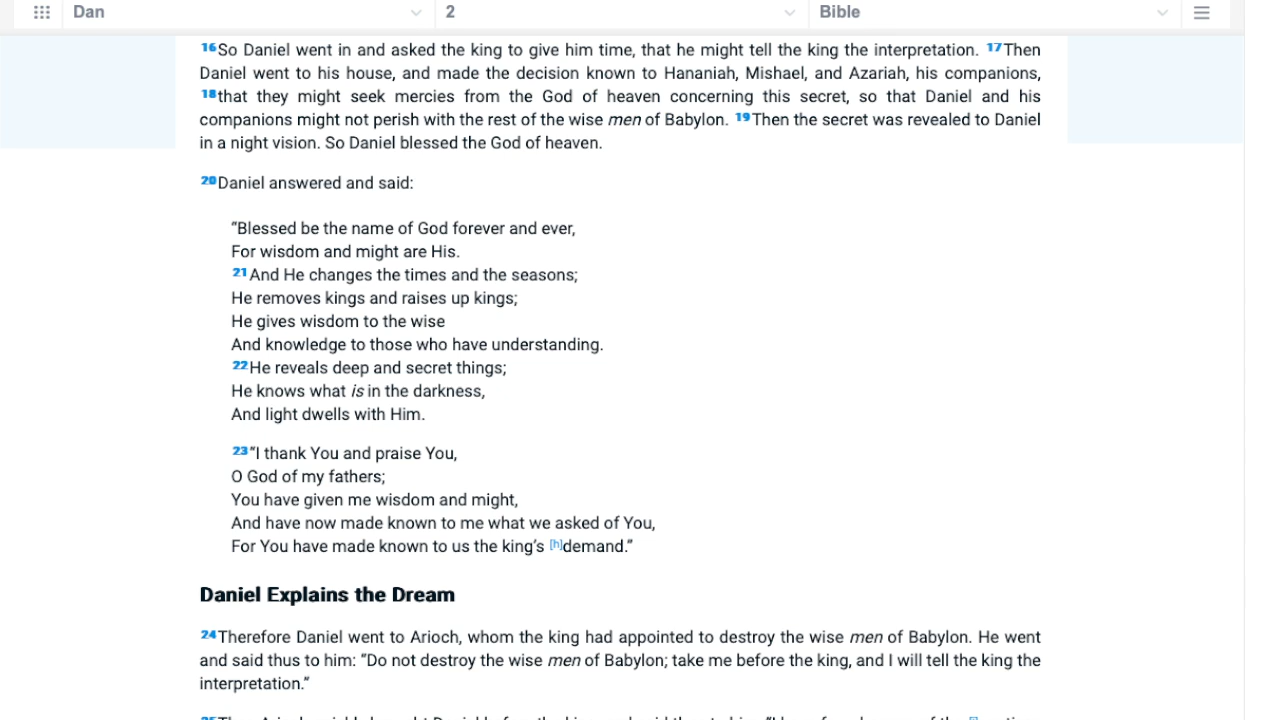 Dan 2 Bible
16So Daniel went in and asked the king to give him time, that he might tell the king the interpretation. 17Then
Daniel went to his house, and made the decision known to Hananiah, Mishael, and Azariah, his companions,
18that they might seek mercies from the God of heaven concerning this secret, so that Daniel and his
companions might not perish with the rest of the wise men of Babylon. 19Then the secret was revealed to Daniel
in a night vision. So Daniel blessed the God of heaven.
20Daniel answered and said:
“Blessed be the name of God forever and ever,
For wisdom and might are His.
21And He changes the times and the seasons;
He removes kings and raises up kings;
He gives wisdom to the wise
And knowledge to those who have understanding.
22He reveals deep and secret things;
He knows what is in the darkness,
And light dwells with Him.
23“I thank You and praise You,
O God of my fathers;
You have given me wisdom and might,
And have now made known to me what we asked of You,
For You have made known to us the king’s [h]demand.”
Daniel Explains the Dream
24Therefore Daniel went to Arioch, whom the king had appointed to destroy the wise men of Babylon. He went
and said thus to him: “Do not destroy the wise men of Babylon; take me before the king, and I will tell the king the
interpretation.”